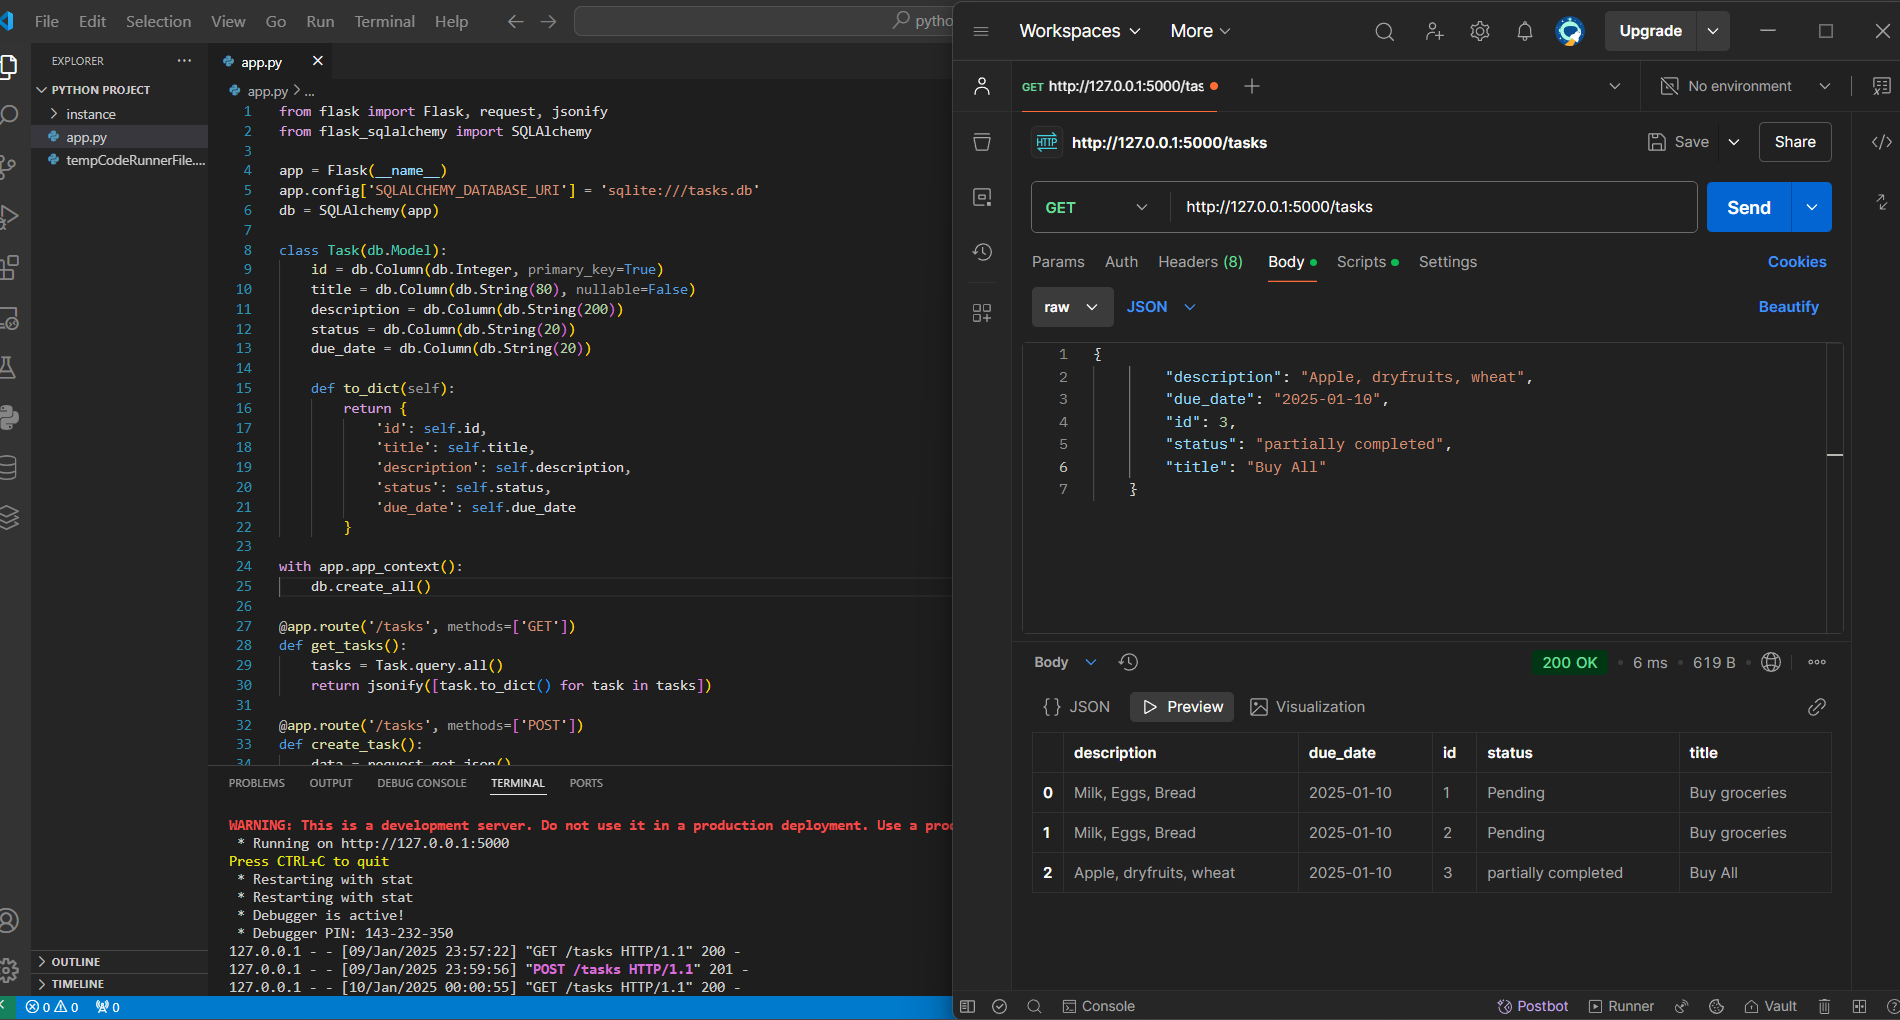 File Edit Selection View Go Run Terminal Help
pytho
EXPLORER
PYTHON PROJECT
instance
app.py
tempCodeRunnerFile....
app.py
app.py > ...
1 from flask import Flask, request, jsonify
2 from flask_sqlalchemy import SQLAlchemy
3
4 app = Flask(__name__)
5 app.config['SQLALCHEMY_DATABASE_URI'] = 'sqlite:///tasks.db'
6 db = SQLAlchemy(app)
7
8 class Task(db.Model):
9 id = db.Column(db.Integer, primary_key=True)
10 title = db.Column(db.String(80), nullable=False)
11 description = db.Column(db.String(200))
12 status = db.Column(db.String(20))
13 due_date = db.Column(db.String(20))
14
15 def to_dict(self):
16 return {
17 'id': self.id,
18 'title': self.title,
19 'description': self.description,
20 'status': self.status,
21 'due_date': self.due_date
22 }
23
24 with app.app_context():
25 db.create_all()
26
27 @app.route('/tasks', methods=['GET'])
28 def get_tasks():
29 tasks = Task.query.all()
30 return jsonify([task.to_dict() for task in tasks])
31
32 @app.route('/tasks', methods=['POST'])
33 def create_task():
34 data = request.get_json()
PROBLEMS OUTPUT DEBUG CONSOLE TERMINAL PORTS
WARNING: This is a development server. Do not use it in a production deployment. Use a prod
* Running on http://127.0.0.1:5000
Press CTRL+C to quit
* Restarting with stat
* Restarting with stat
* Debugger is active!
* Debugger PIN: 143-232-350
127.0.0.1 - - [09/Jan/2025 23:57:22] "GET /tasks HTTP/1.1" 200 -
127.0.0.1 - - [09/Jan/2025 23:59:56] "POST /tasks HTTP/1.1" 201 -
127.0.0.1 - - [10/Jan/2025 00:00:55] "GET /tasks HTTP/1.1" 200 -
OUTLINE
TIMELINE
0 0 0
Workspaces More Upgrade
GET http://127.0.0.1:5000/tas No environment
HTTP http://127.0.0.1:5000/tasks Save Share
GET http://127.0.0.1:5000/tasks Send
Params Auth Headers (8) Body Scripts Settings Cookies
raw JSON Beautify
1 {
2 "description": "Apple, dryfruits, wheat",
3 "due_date": "2025-01-10",
4 "id": 3,
5 "status": "partially completed",
6 "title": "Buy All"
7 }
Body 200 OK 6 ms 619 B
{} JSON Preview Visualization
description due_date id status title
0 Milk, Eggs, Bread 2025-01-10 1 Pending Buy groceries
1 Milk, Eggs, Bread 2025-01-10 2 Pending Buy groceries
2 Apple, dryfruits, wheat 2025-01-10 3 partially completed Buy All
Console Postbot Runner Vault